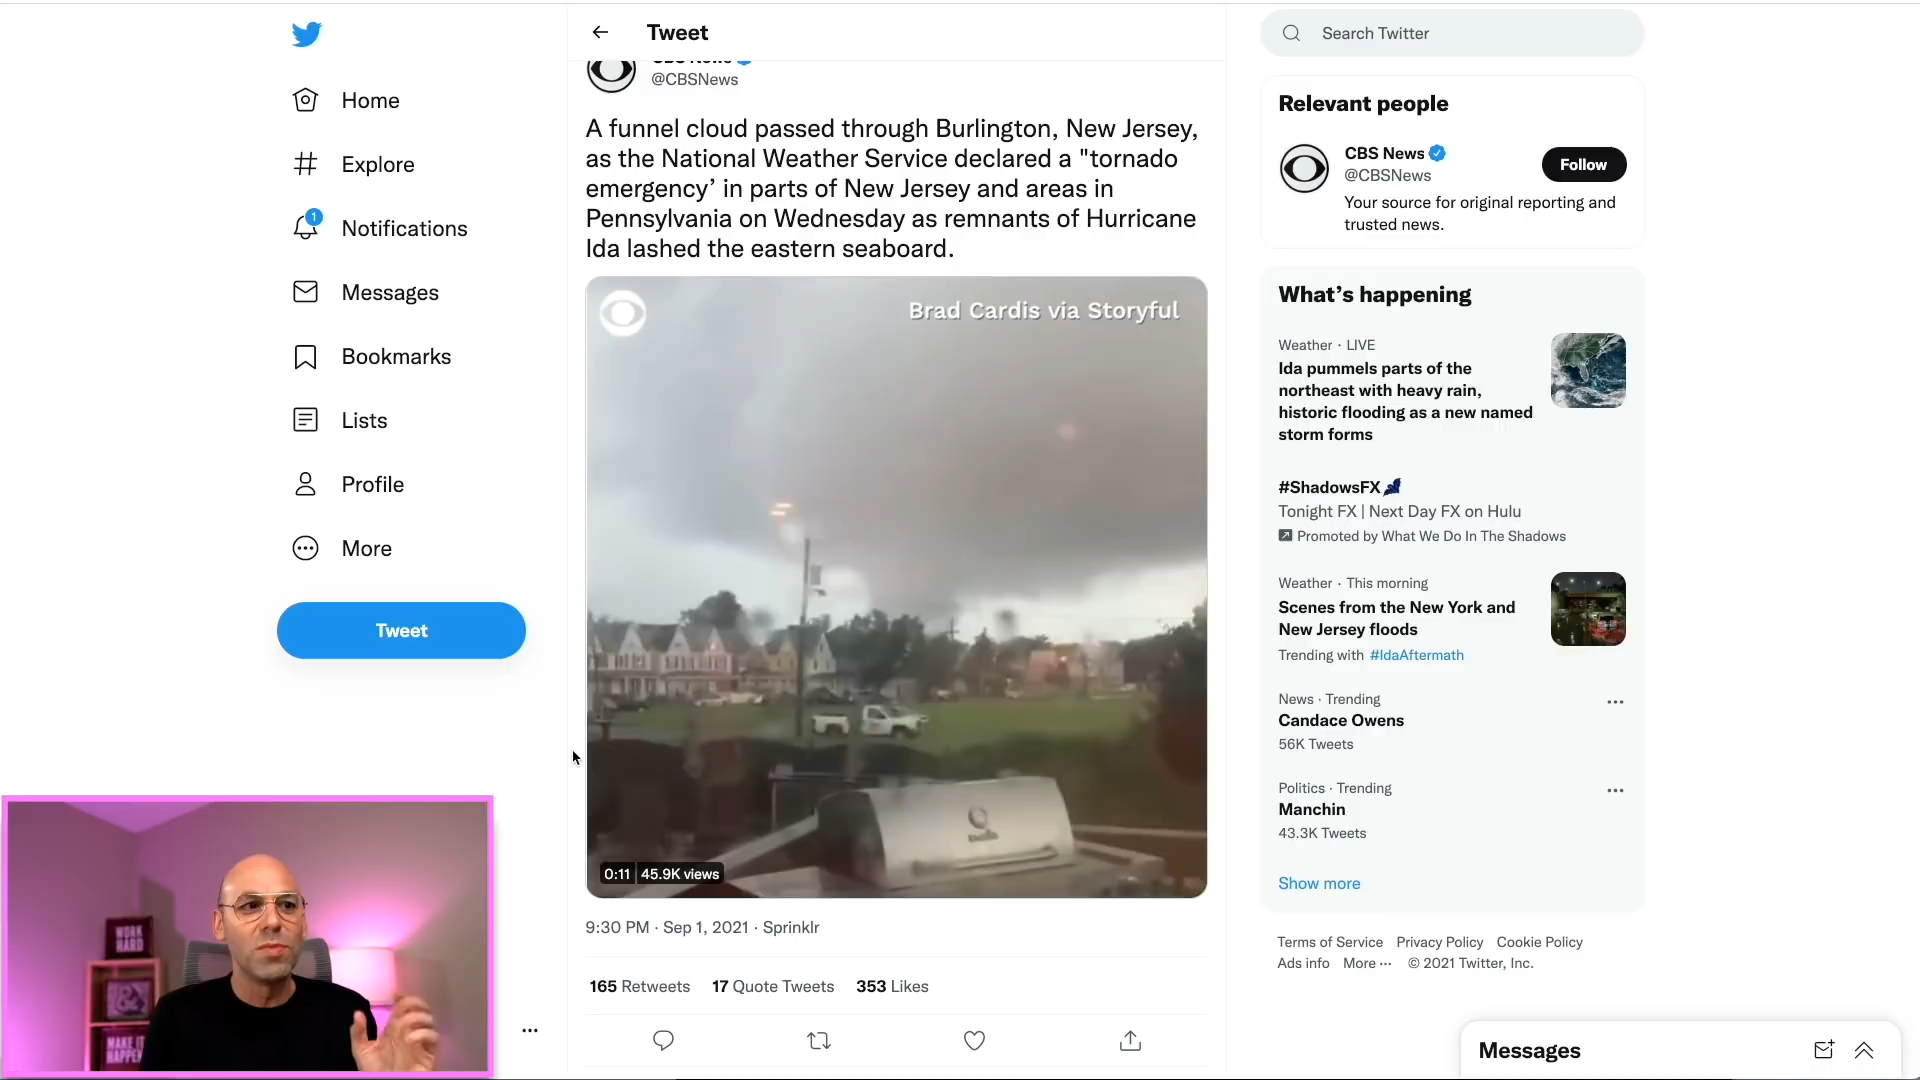 Home
Explore
1
Notifications
Messages
Bookmarks
Lists
Profile
More
Tweet
Tweet
@CBSNews
A funnel cloud passed through Burlington, New Jersey,
as the National Weather Service declared a "tornado
emergency’ in parts of New Jersey and areas in
Pennsylvania on Wednesday as remnants of Hurricane
Ida lashed the eastern seaboard.
Brad Cardis via Storyful
0:11
45.9K views
9:30 PM · Sep 1, 2021 · Sprinklr
165 Retweets 17 Quote Tweets 353 Likes
Search Twitter
Relevant people
CBS News
@CBSNews
Follow
Your source for original reporting and
trusted news.
What’s happening
Weather · LIVE
Ida pummels parts of the
northeast with heavy rain,
historic flooding as a new named
storm forms
#ShadowsFX
Tonight FX | Next Day FX on Hulu
Promoted by What We Do In The Shadows
Weather · This morning
Scenes from the New York and
New Jersey floods
Trending with #IdaAftermath
News · Trending
Candace Owens
56K Tweets
Politics · Trending
Manchin
43.3K Tweets
Show more
Terms of Service Privacy Policy Cookie Policy
Ads info More ··· © 2021 Twitter, Inc.
Messages
WORK
HARD
&
MAKE IT
HAPPEN